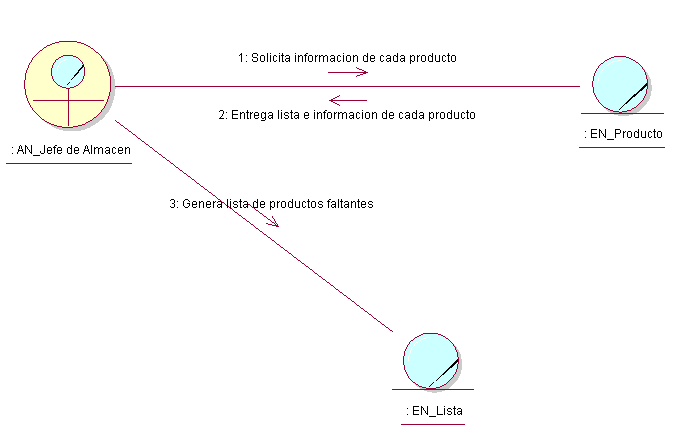 1: Solicita informacion de cada producto
2: Entrega lista e informacion de cada producto
: AN_Jefe de Almacen
: EN_Producto
3: Genera lista de productos faltantes
: EN_Lista